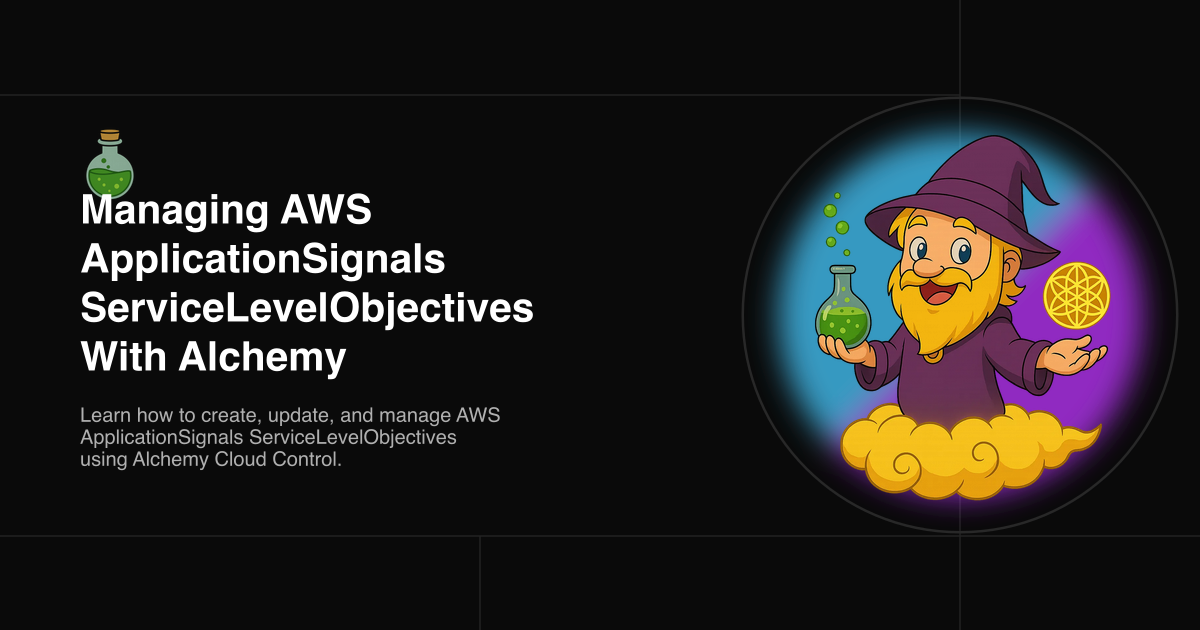 Managing AWS
ApplicationSignals
ServiceLevelObjectives
With Alchemy
Learn how to create, update, and manage AWS
ApplicationSignals ServiceLevelObjectives
using Alchemy Cloud Control.